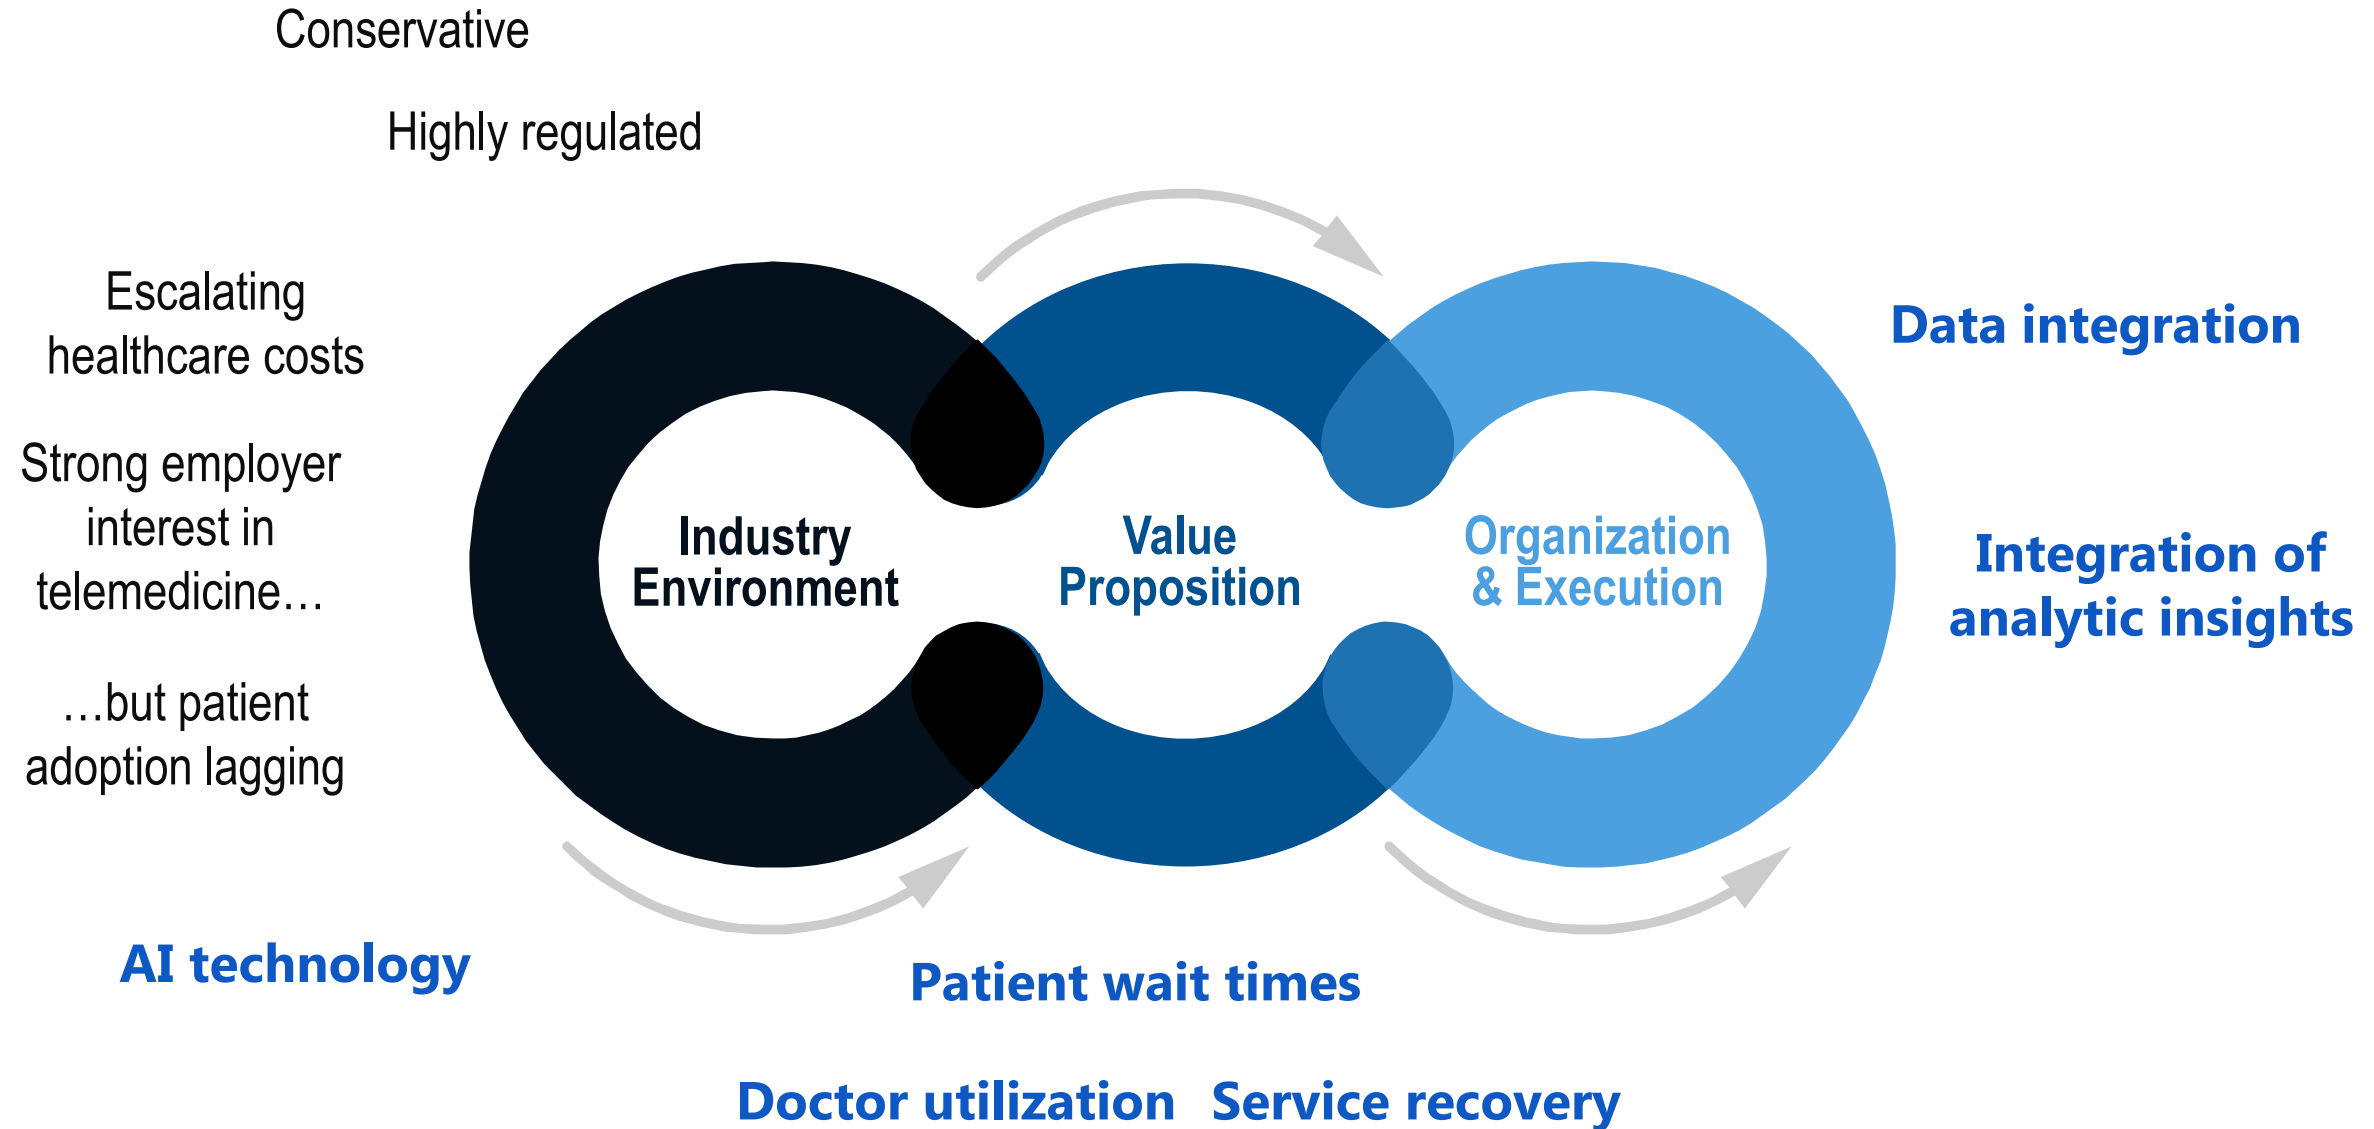 Conservative
Highly regulated
Escalating
healthcare costs
Strong employer
interest in
telemedicine…
…but patient
adoption lagging
AI technology
Industry
Environment
Value
Proposition
Organization
& Execution
Patient wait times
Doctor utilization
Service recovery
Data integration
Integration of
analytic insights